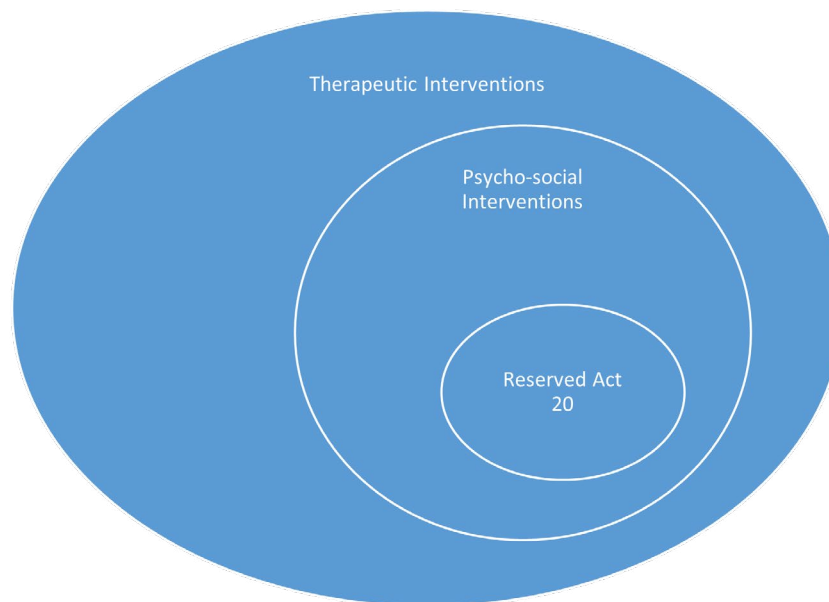 Therapeutic Interventions
Psycho-social
Interventions
Reserved Act
20